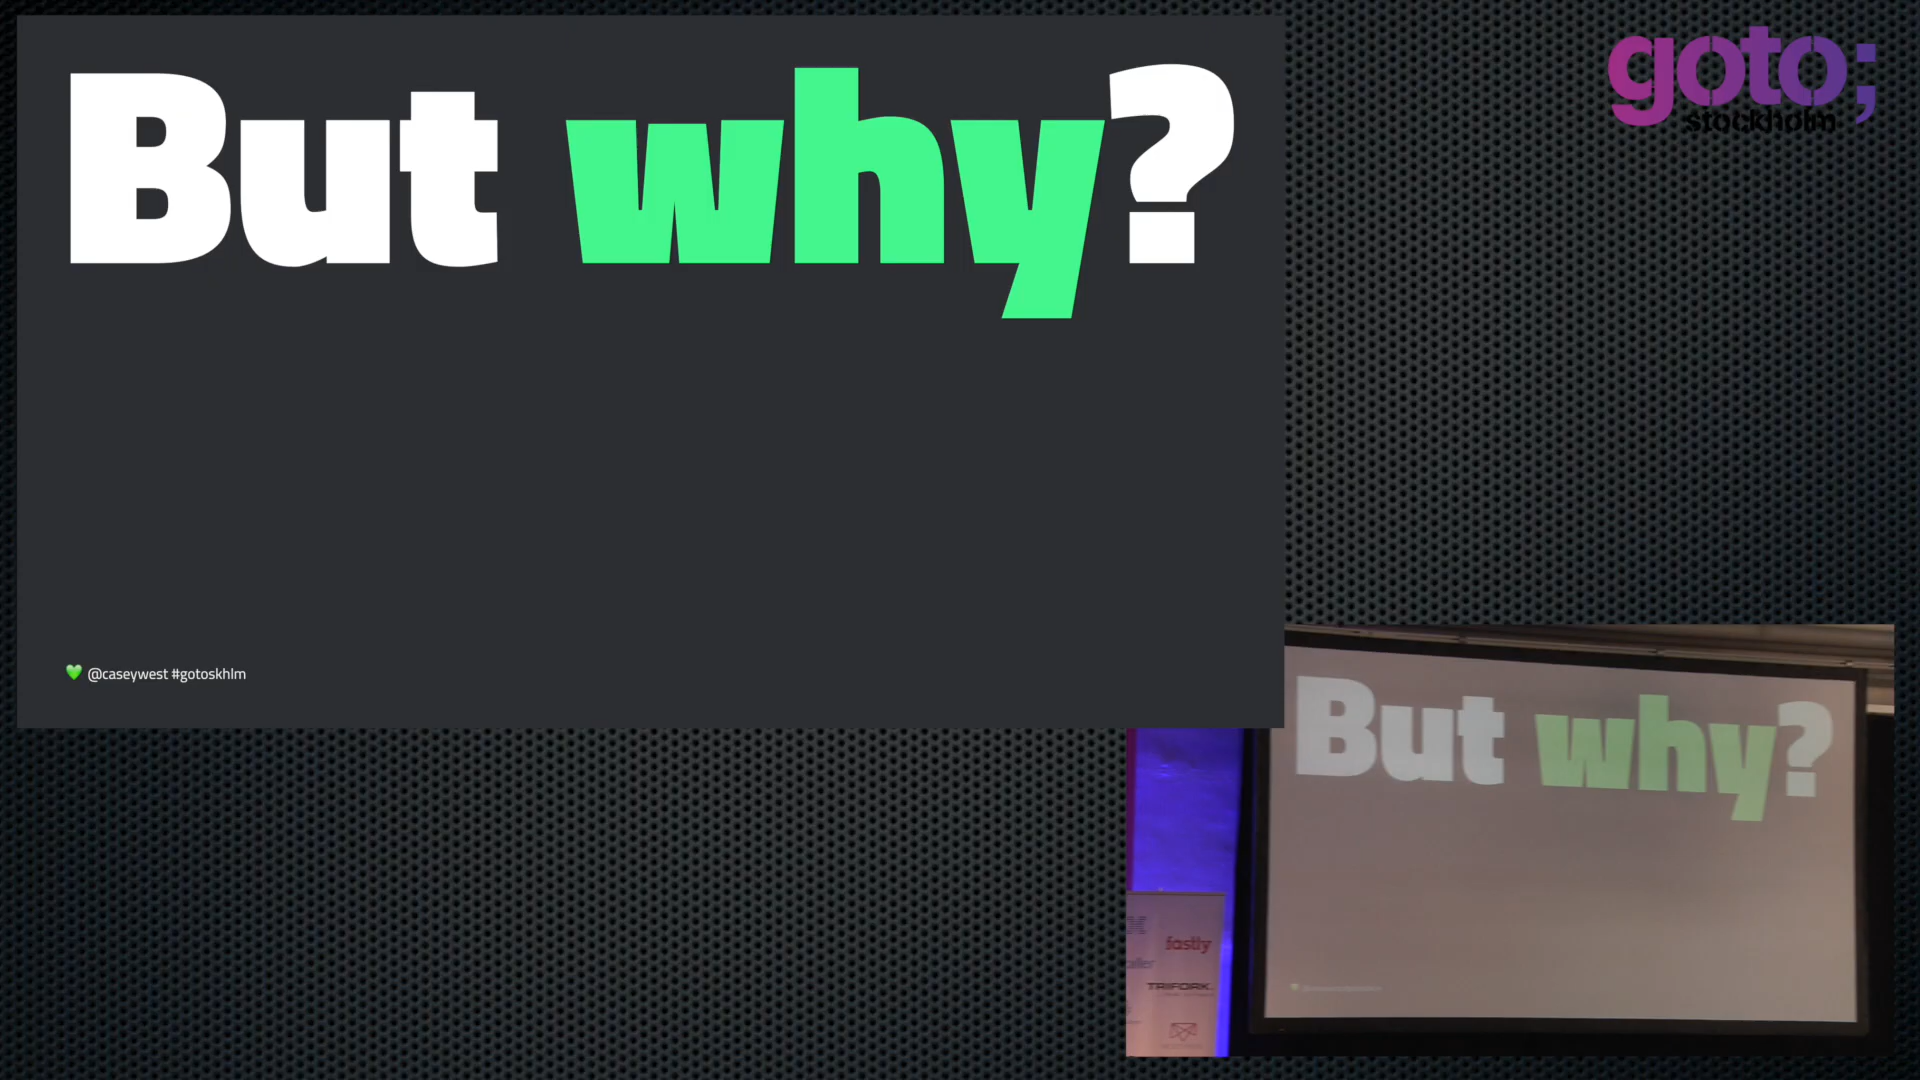 But why?
💚 @caseywest #gotoskhlm
goto;
stockholm
But why?
fastly
TRIFORK.